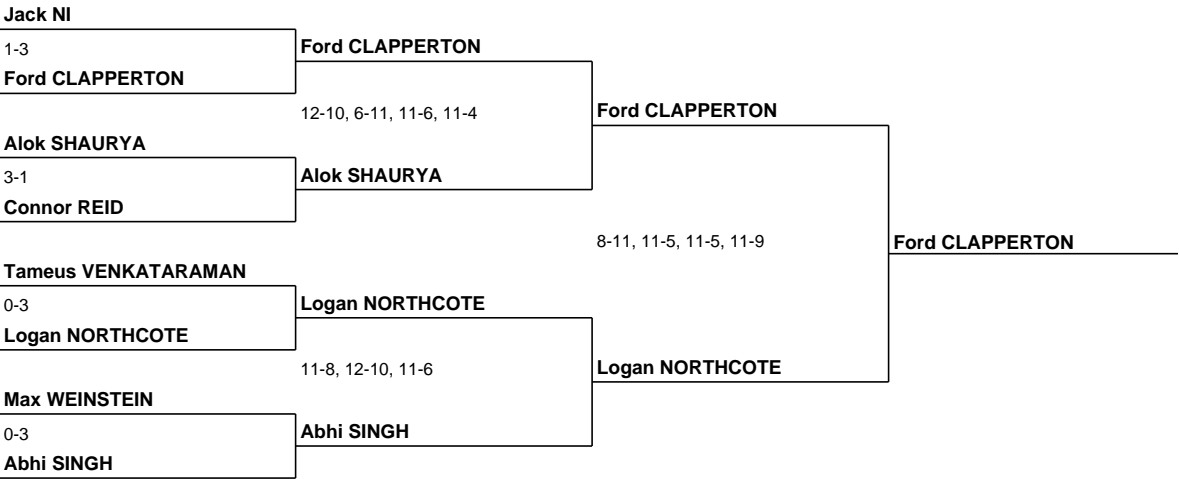 Jack NI
1-3
Ford CLAPPERTON
Alok SHAURYA
3-1
Connor REID
Tameus VENKATARAMAN
0-3
Logan NORTHCOTE
Max WEINSTEIN
0-3
Abhi SINGH
Ford CLAPPERTON
12-10, 6-11, 11-6, 11-4
Alok SHAURYA
Logan NORTHCOTE
11-8, 12-10, 11-6
Abhi SINGH
Ford CLAPPERTON
8-11, 11-5, 11-5, 11-9
Logan NORTHCOTE
Ford CLAPPERTON